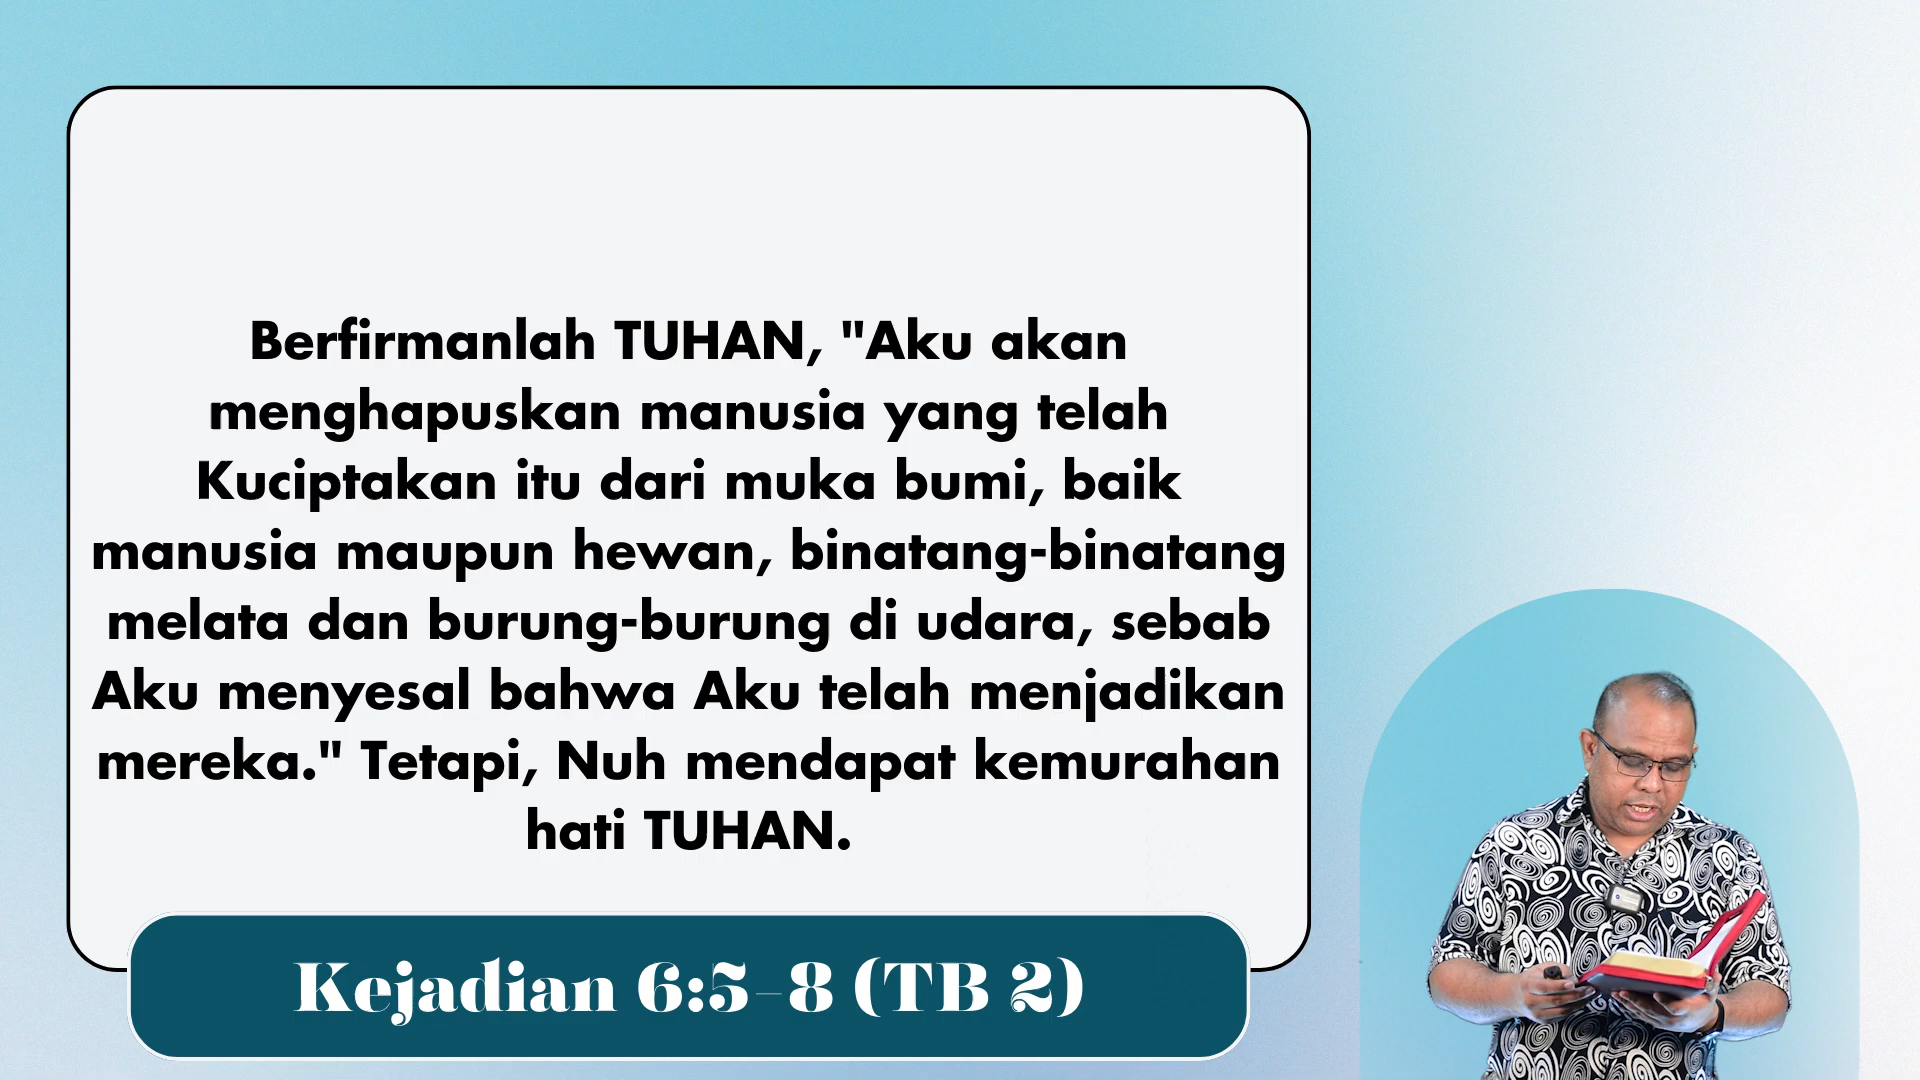 Berfirmanlah TUHAN, "Aku akan
menghapuskan manusia yang telah
Kuciptakan itu dari muka bumi, baik
manusia maupun hewan, binatang-binatang
melata dan burung-burung di udara, sebab
Aku menyesal bahwa Aku telah menjadikan
mereka." Tetapi, Nuh mendapat kemurahan
hati TUHAN.
Kejadian 6:5-8 (TB 2)